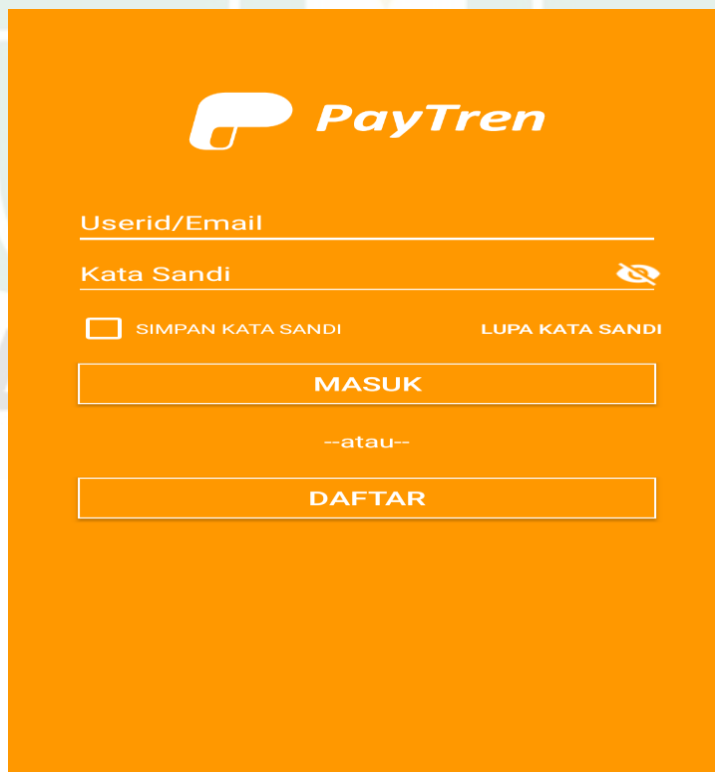 PayTren
Userid/Email
Kata Sandi
SIMPAN KATA SANDI LUPA KATA SANDI
MASUK
--atau--
DAFTAR